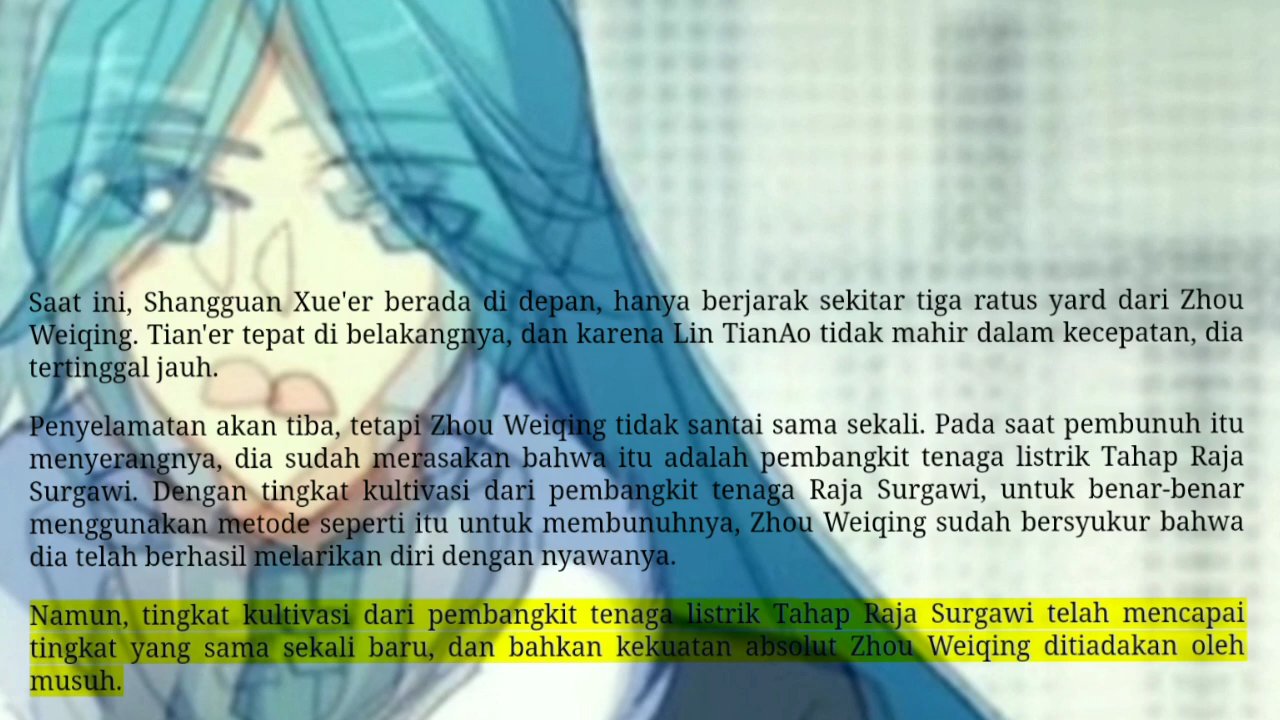 Saat ini, Shangguan Xue'er berada di depan, hanya berjarak sekitar tiga ratus yard dari Zhou
Weiqing. Tian'er tepat di belakangnya, dan karena Lin TianAo tidak mahir dalam kecepatan, dia
tertinggal jauh.
Penyelamatan akan tiba, tetapi Zhou Weiqing tidak santai sama sekali. Pada saat pembunuh itu
menyerangnya, dia sudah merasakan bahwa itu adalah pembangkit tenaga listrik Tahap Raja
Surgawi. Dengan tingkat kultivasi dari pembangkit tenaga Raja Surgawi, untuk benar-benar
menggunakan metode seperti itu untuk membunuhnya, Zhou Weiqing sudah bersyukur bahwa
dia telah berhasil melarikan diri dengan nyawanya.
Namun, tingkat kultivasi dari pembangkit tenaga listrik Tahap Raja Surgawi telah mencapai
tingkat yang sama sekali baru, dan bahkan kekuatan absolut Zhou Weiqing ditiadakan oleh
musuh.